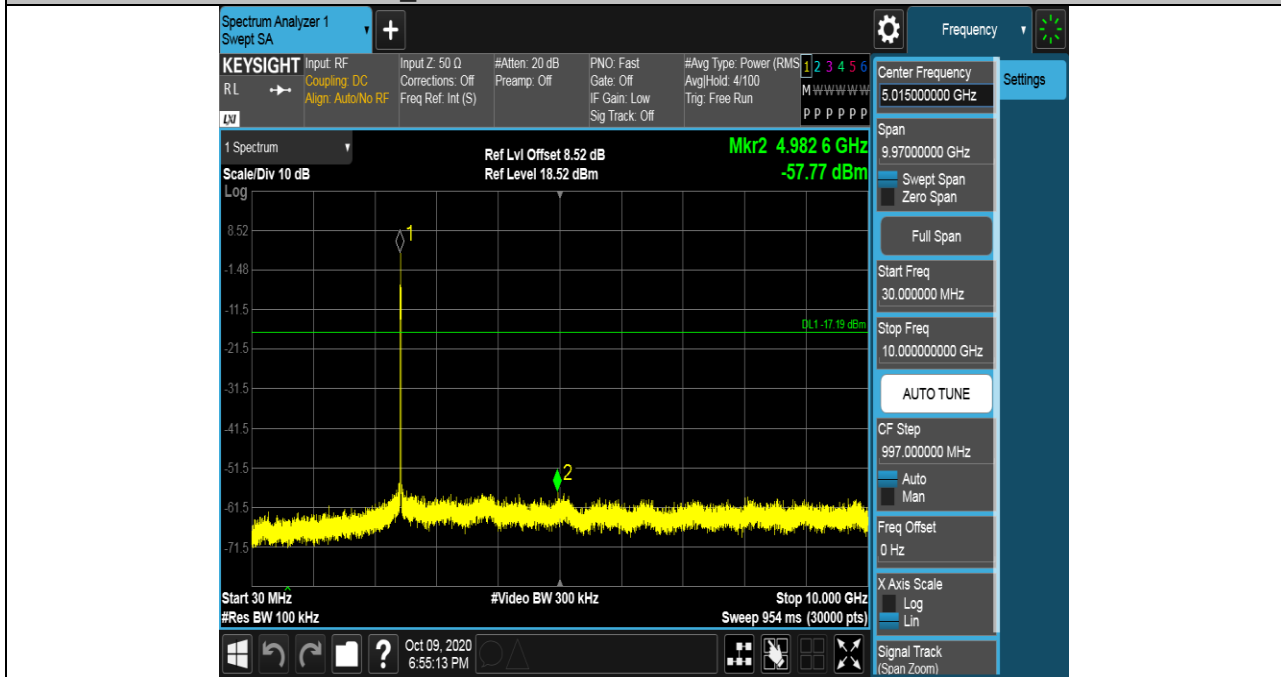 Spectrum Analyzer 1
Swept SA
+
Frequency
KEYSIGHT
RL
LXI
Input: RF
Coupling: DC
Align: Auto/No RF
Input Z: 50 Ω
Corrections: Off
Freq Ref: Int (S)
#Atten: 20 dB
Preamp: Off
PNO: Fast
Gate: Off
IF Gain: Low
Sig Track: Off
#Avg Type: Power (RMS
Avg|Hold: 4/100
Trig: Free Run
1 2 3 4 5 6
M W W W W W
P P P P P P
1 Spectrum
Scale/Div 10 dB
Log
Ref Lvl Offset 8.52 dB
Ref Level 18.52 dBm
Mkr2 4.982 6 GHz
-57.77 dBm
8.52
-1.48
-11.5
-21.5
-31.5
-41.5
-51.5
-61.5
-71.5
1
DL1 -17.19 dBm
2
Start 30 MHz
#Res BW 100 kHz
#Video BW 300 kHz
Stop 10.000 GHz
Sweep 954 ms (30000 pts)
?
Oct 09, 2020
6:55:13 PM
Center Frequency
5.015000000 GHz
Span
9.97000000 GHz
Swept Span
Zero Span
Full Span
Start Freq
30.000000 MHz
Stop Freq
10.000000000 GHz
AUTO TUNE
CF Step
997.000000 MHz
Auto
Man
Freq Offset
0 Hz
X Axis Scale
Log
Lin
Signal Track
(Span Zoom)
Settings